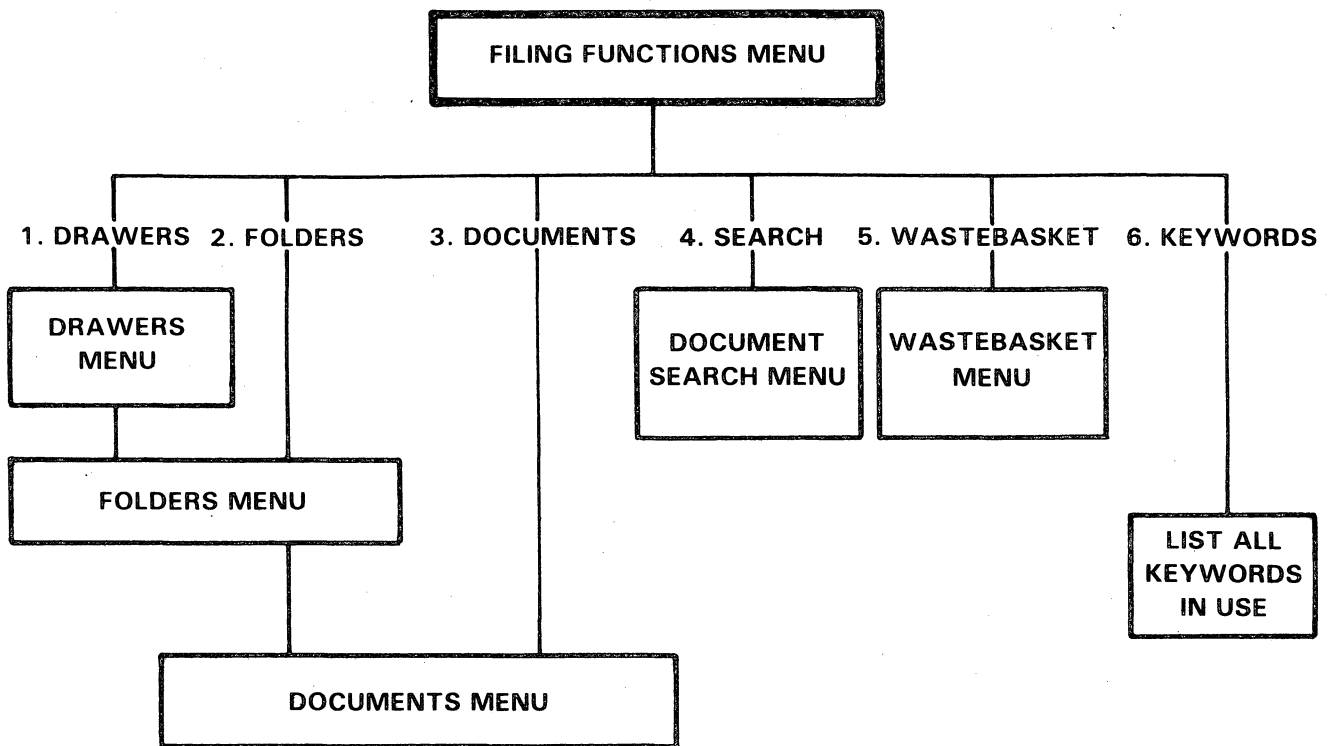 FILING FUNCTIONS MENU
1. DRAWERS 2. FOLDERS 3. DOCUMENTS 4. SEARCH 5. WASTEBASKET 6. KEYWORDS
DRAWERS
MENU
DOCUMENT
SEARCH MENU
WASTEBASKET
MENU
FOLDERS MENU
LIST ALL
KEYWORDS
IN USE
DOCUMENTS MENU